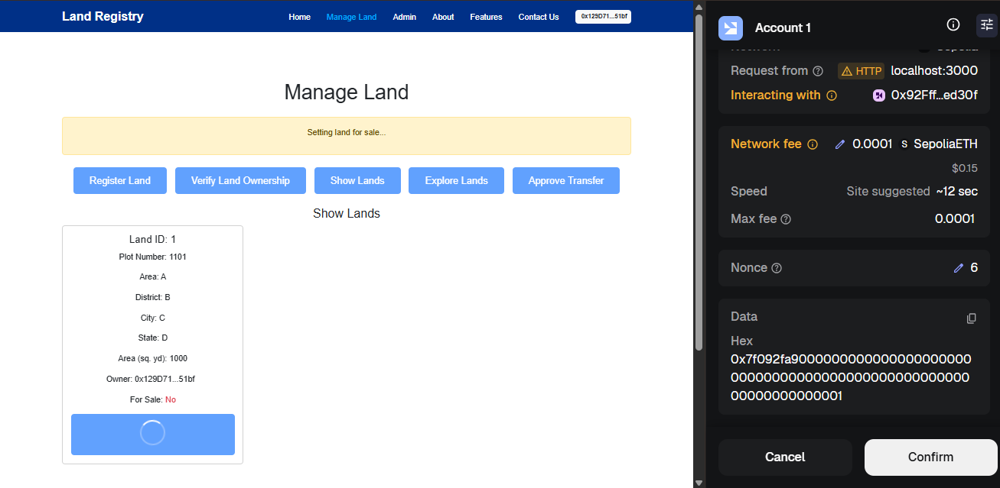 Land Registry
Home Manage Land Admin About Features Contact Us 0x129D71...51bf
Manage Land
Setting land for sale...
Register Land Verify Land Ownership Show Lands Explore Lands Approve Transfer
Show Lands
Land ID: 1
Plot Number: 1101
Area: A
District: B
City: C
State: D
Area (sq. yd): 1000
Owner: 0x129D71...51bf
For Sale: No
Account 1
Request from HTTP localhost:3000
Interacting with 0x92Fff...ed30f
Network fee 0.0001 S SepoliaETH
$0.15
Speed Site suggested ~12 sec
Max fee 0.0001
Nonce 6
Data
Hex
0x7f092fa90000000000000000000000
00000000000000000000000000000
00000000000001
Cancel Confirm